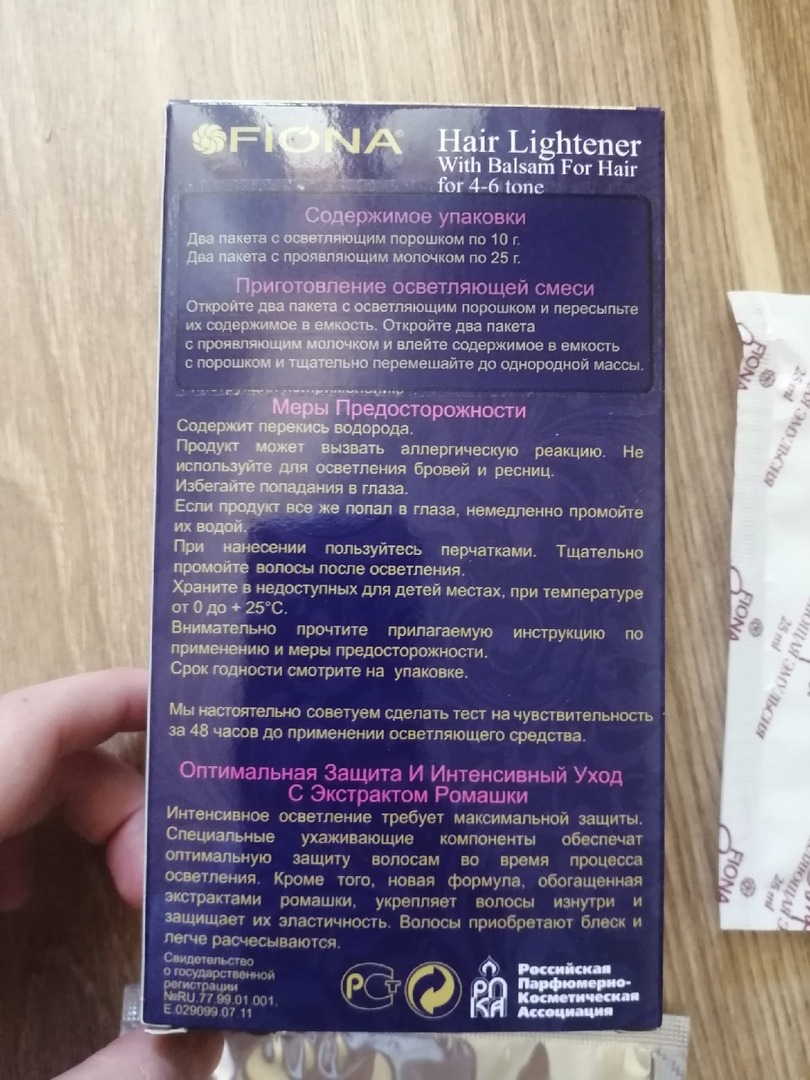 FIONA®
Hair Lightener
With Balsam For Hair
for 4-6 tone
Содержимое упаковки
Два пакета с осветляющим порошком по 10 г.
Два пакета с проявляющим молочком по 25 г.
Приготовление осветляющей смеси
Откройте два пакета с осветляющим порошком и пересыпьте
их содержимое в емкость. Откройте два пакета
с проявляющим молочком и влейте содержимое в емкость
с порошком и тщательно перемешайте до однородной массы.
Меры Предосторожности
Содержит перекись водорода.
Продукт может вызвать аллергическую реакцию. Не
используйте для осветления бровей и ресниц.
Избегайте попадания в глаза.
Если продукт все же попал в глаза, немедленно промойте
их водой.
При нанесении пользуйтесь перчатками. Тщательно
промойте волосы после осветления.
Храните в недоступных для детей местах, при температуре
от 0 до + 25°C.
Внимательно прочтите прилагаемую инструкцию по
применению и меры предосторожности.
Срок годности смотрите на упаковке.
Мы настоятельно советуем сделать тест на чувствительность
за 48 часов до применении осветляющего средства.
Оптимальная Защита И Интенсивный Уход
С Экстрактом Ромашки
Интенсивное осветление требует максимальной защиты.
Специальные ухаживающие компоненты обеспечат
оптимальную защиту волосам во время процесса
осветления. Кроме того, новая формула, обогащенная
экстрактами ромашки, укрепляет волосы изнутри и
защищает их эластичность. Волосы приобретают блеск и
легче расчесываются.
Свидетельство
о государственной
регистрации
№RU.77.99.01.001.
Е.029099.07.11
РСТ
РПКА
Российская
Парфюмерно-
Косметическая
Ассоциация
FIONA
25 ml
FIONA
25 ml
ЭМУЛЬСИЯ
FIONA
25 ml